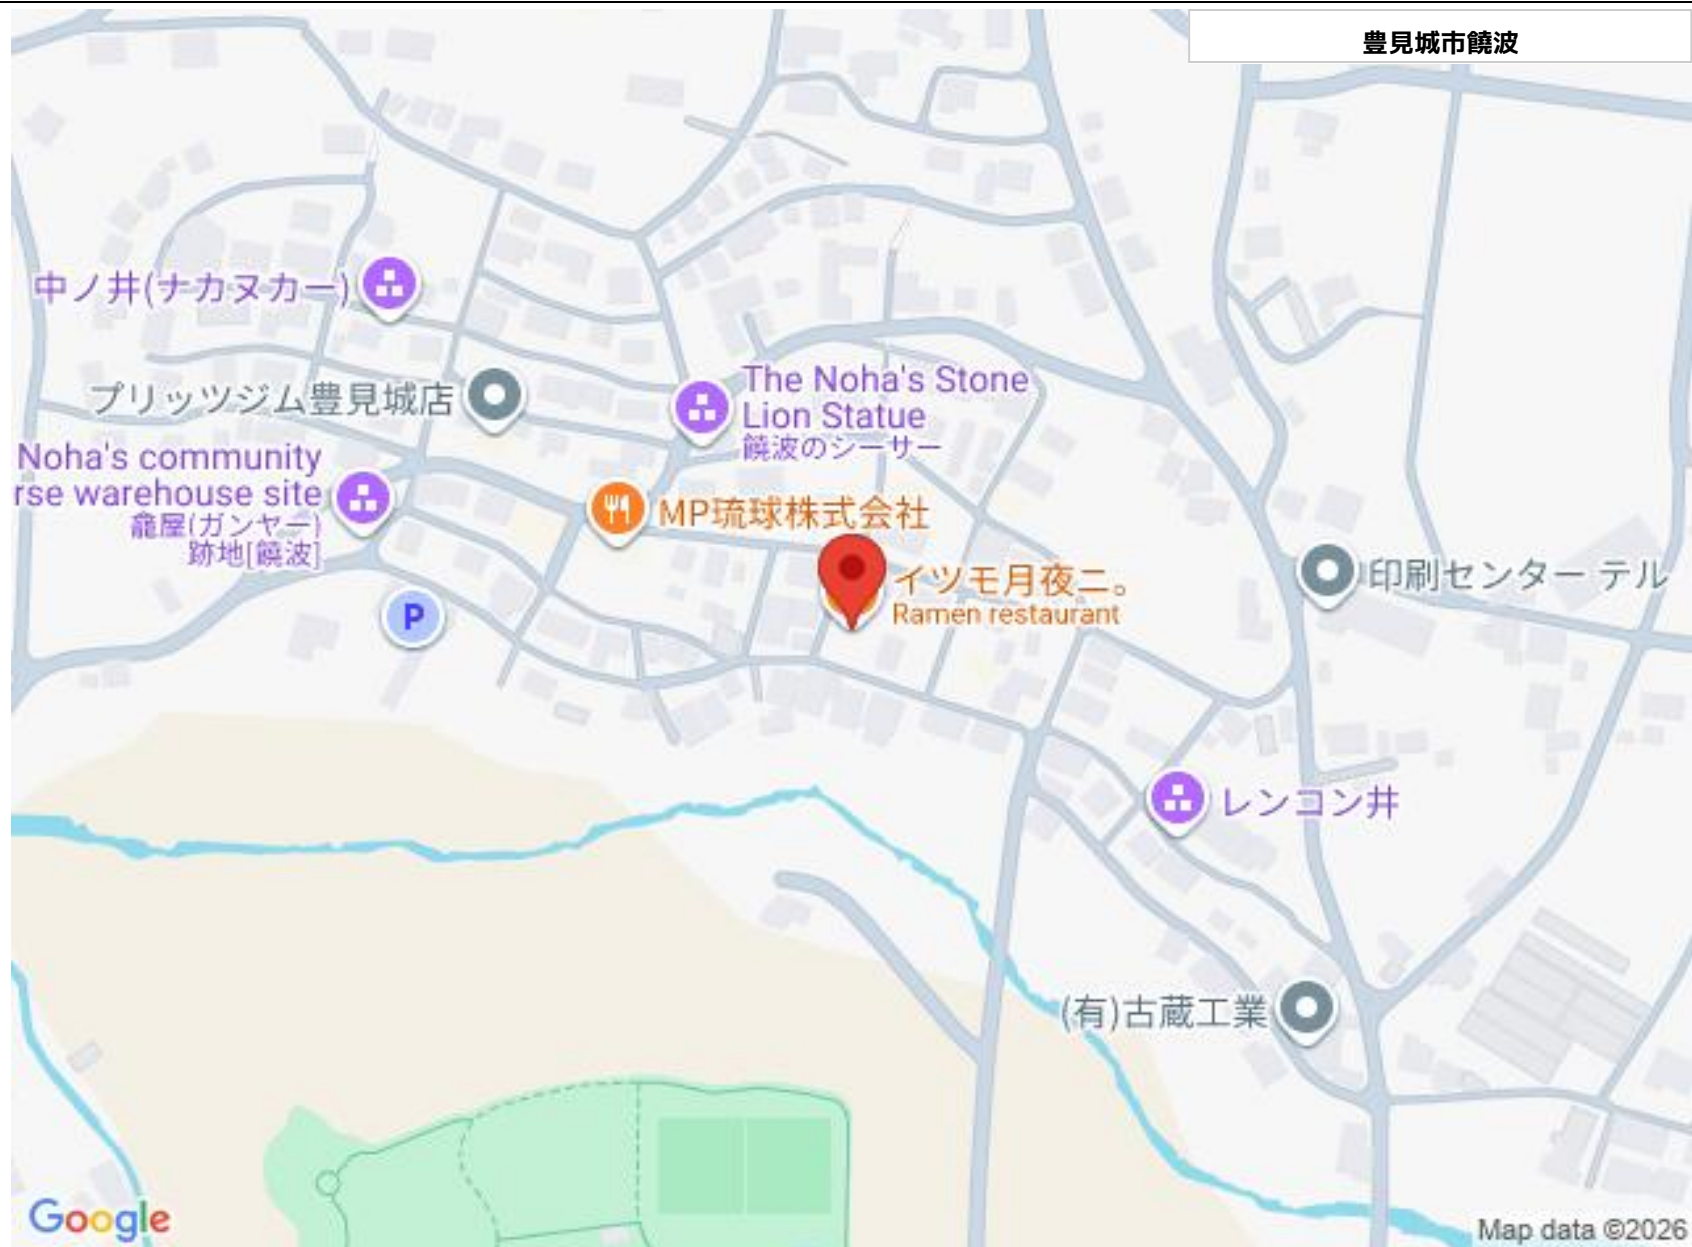 豊見城市饒波
中ノ井(ナカヌカー)
プリッツジム豊見城店
The Noha's Stone
Lion Statue
饒波のシーサー
Noha's community
rse warehouse site
龕屋(ガンヤー)
跡地[饒波]
MP琉球株式会社
イツモ月夜ニ。
Ramen restaurant
印刷センター テル
P
レンコン井
(有)古蔵工業
Google
Map data ©2026